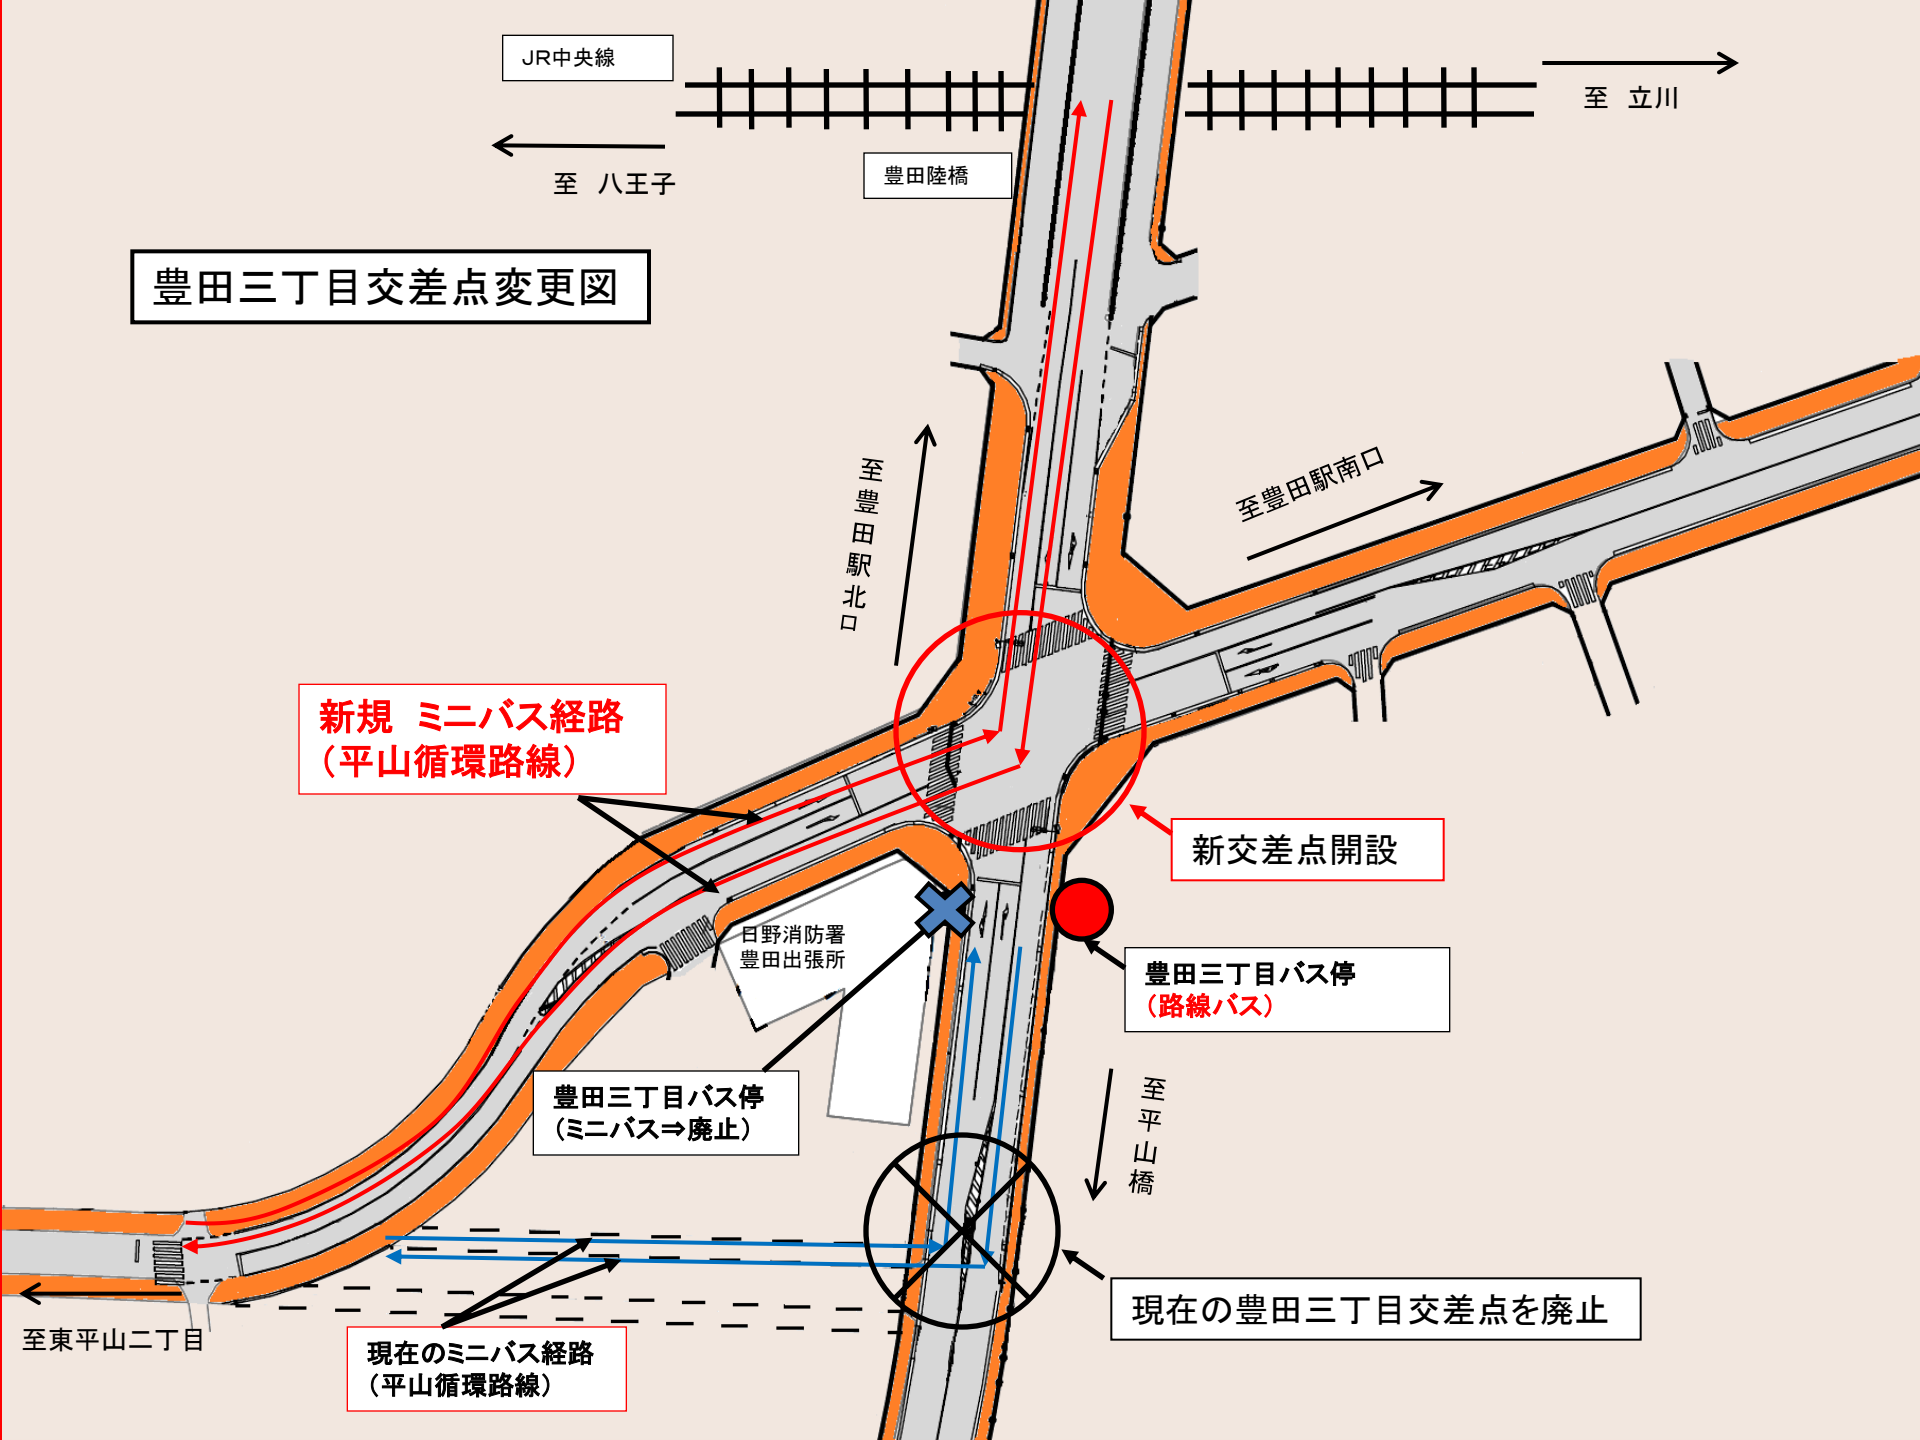 JR中央線
至 立川
至 八王子
豊田陸橋
豊田三丁目交差点変更図
至豊田駅北口
至豊田駅南口
新規 ミニバス経路
（平山循環路線）
新交差点開設
日野消防署
豊田出張所
豊田三丁目バス停
（路線バス）
豊田三丁目バス停
（ミニバス⇒廃止）
至平山橋
現在の豊田三丁目交差点を廃止
至東平山二丁目
現在のミニバス経路
（平山循環路線）